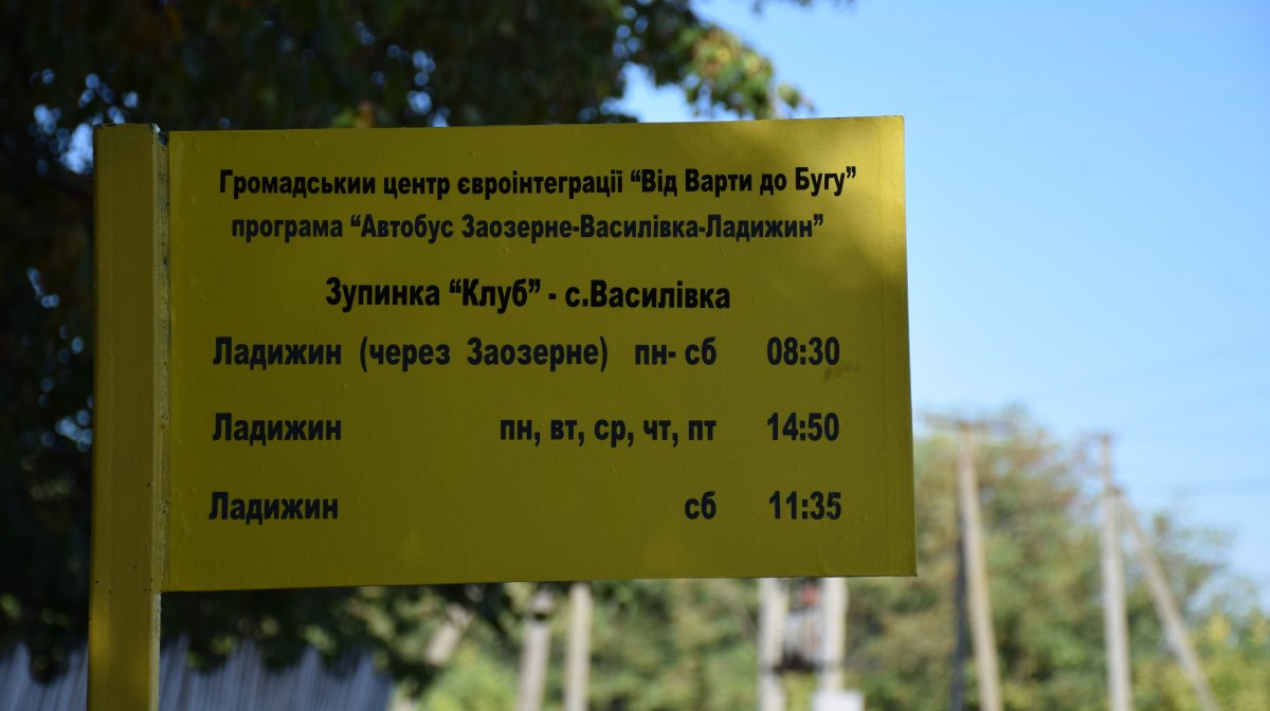 Громадський центр євроінтеграції “Від Варти до Бугу”
програма “Автобус Заозерне-Василівка-Ладижин”
Зупинка “Клуб” - с.Василівка
Ладижин (через Заозерне) пн- сб 08:30
Ладижин пн, вт, ср, чт, пт 14:50
Ладижин сб 11:35